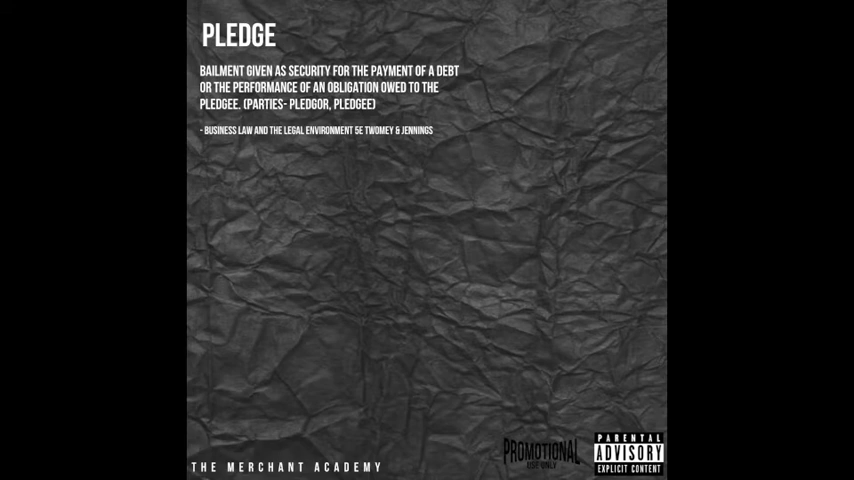 PLEDGE
BAILMENT GIVEN AS SECURITY FOR THE PAYMENT OF A DEBT
OR THE PERFORMANCE OF AN OBLIGATION OWED TO THE
PLEDGEE. (PARTIES- PLEDGOR, PLEDGEE)
- BUSINESS LAW AND THE LEGAL ENVIRONMENT 5E TWOMEY & JENNINGS
PROMOTIONAL
USE ONLY
PARENTAL
ADVISORY
EXPLICIT CONTENT
THE MERCHANT ACADEMY